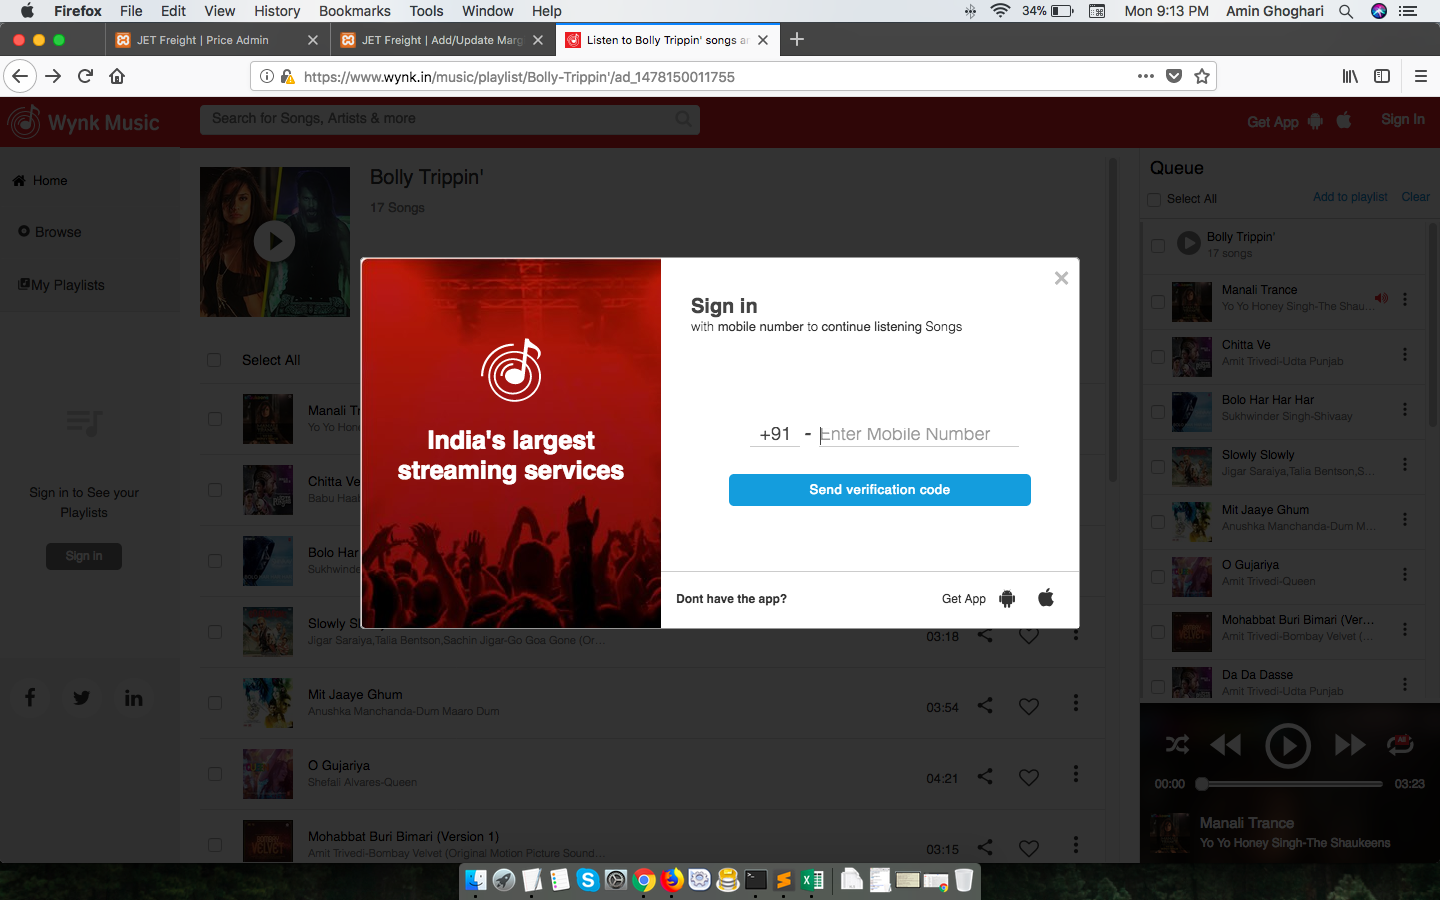 Firefox File Edit View History Bookmarks Tools Window Help 34% Mon 9:13 PM Amin Ghoghari
JET Freight | Price Admin
JET Freight | Add/Update Marg
Listen to Bolly Trippin' songs an
https://www.wynk.in/music/playlist/Bolly-Trippin'/ad_1478150011755
Wynk Music
Search for Songs, Artists & more
Get App
Sign In
Home
Browse
My Playlists
Sign in to See your
Playlists
Sign in
Bolly Trippin'
17 Songs
Select All
Manali Tr
Yo Yo Hone
Chitta Ve
Babu Haab
Bolo Har
Sukhwinde
Slowly S
Jigar Saraiya,Talia Bentson,Sachin Jigar-Go Goa Gone (Or...
03:18
Mit Jaaye Ghum
Anushka Manchanda-Dum Maaro Dum
03:54
O Gujariya
Shefali Alvares-Queen
04:21
Mohabbat Buri Bimari (Version 1)
Amit Trivedi-Bombay Velvet (Original Motion Picture Sound...
03:15
India's largest
streaming services
Sign in
with mobile number to continue listening Songs
+91 - Enter Mobile Number
Send verification code
Dont have the app?
Get App
Queue
Select All
Add to playlist
Clear
Bolly Trippin'
17 songs
Manali Trance
Yo Yo Honey Singh-The Shau...
Chitta Ve
Amit Trivedi-Udta Punjab
Bolo Har Har Har
Sukhwinder Singh-Shivaay
Slowly Slowly
Jigar Saraiya,Talia Bentson,S...
Mit Jaaye Ghum
Anushka Manchanda-Dum M...
O Gujariya
Amit Trivedi-Queen
Mohabbat Buri Bimari (Ver...
Amit Trivedi-Bombay Velvet (...
Da Da Dasse
Amit Trivedi-Udta Punjab
00:00
03:23
Manali Trance
Yo Yo Honey Singh-The Shaukeens